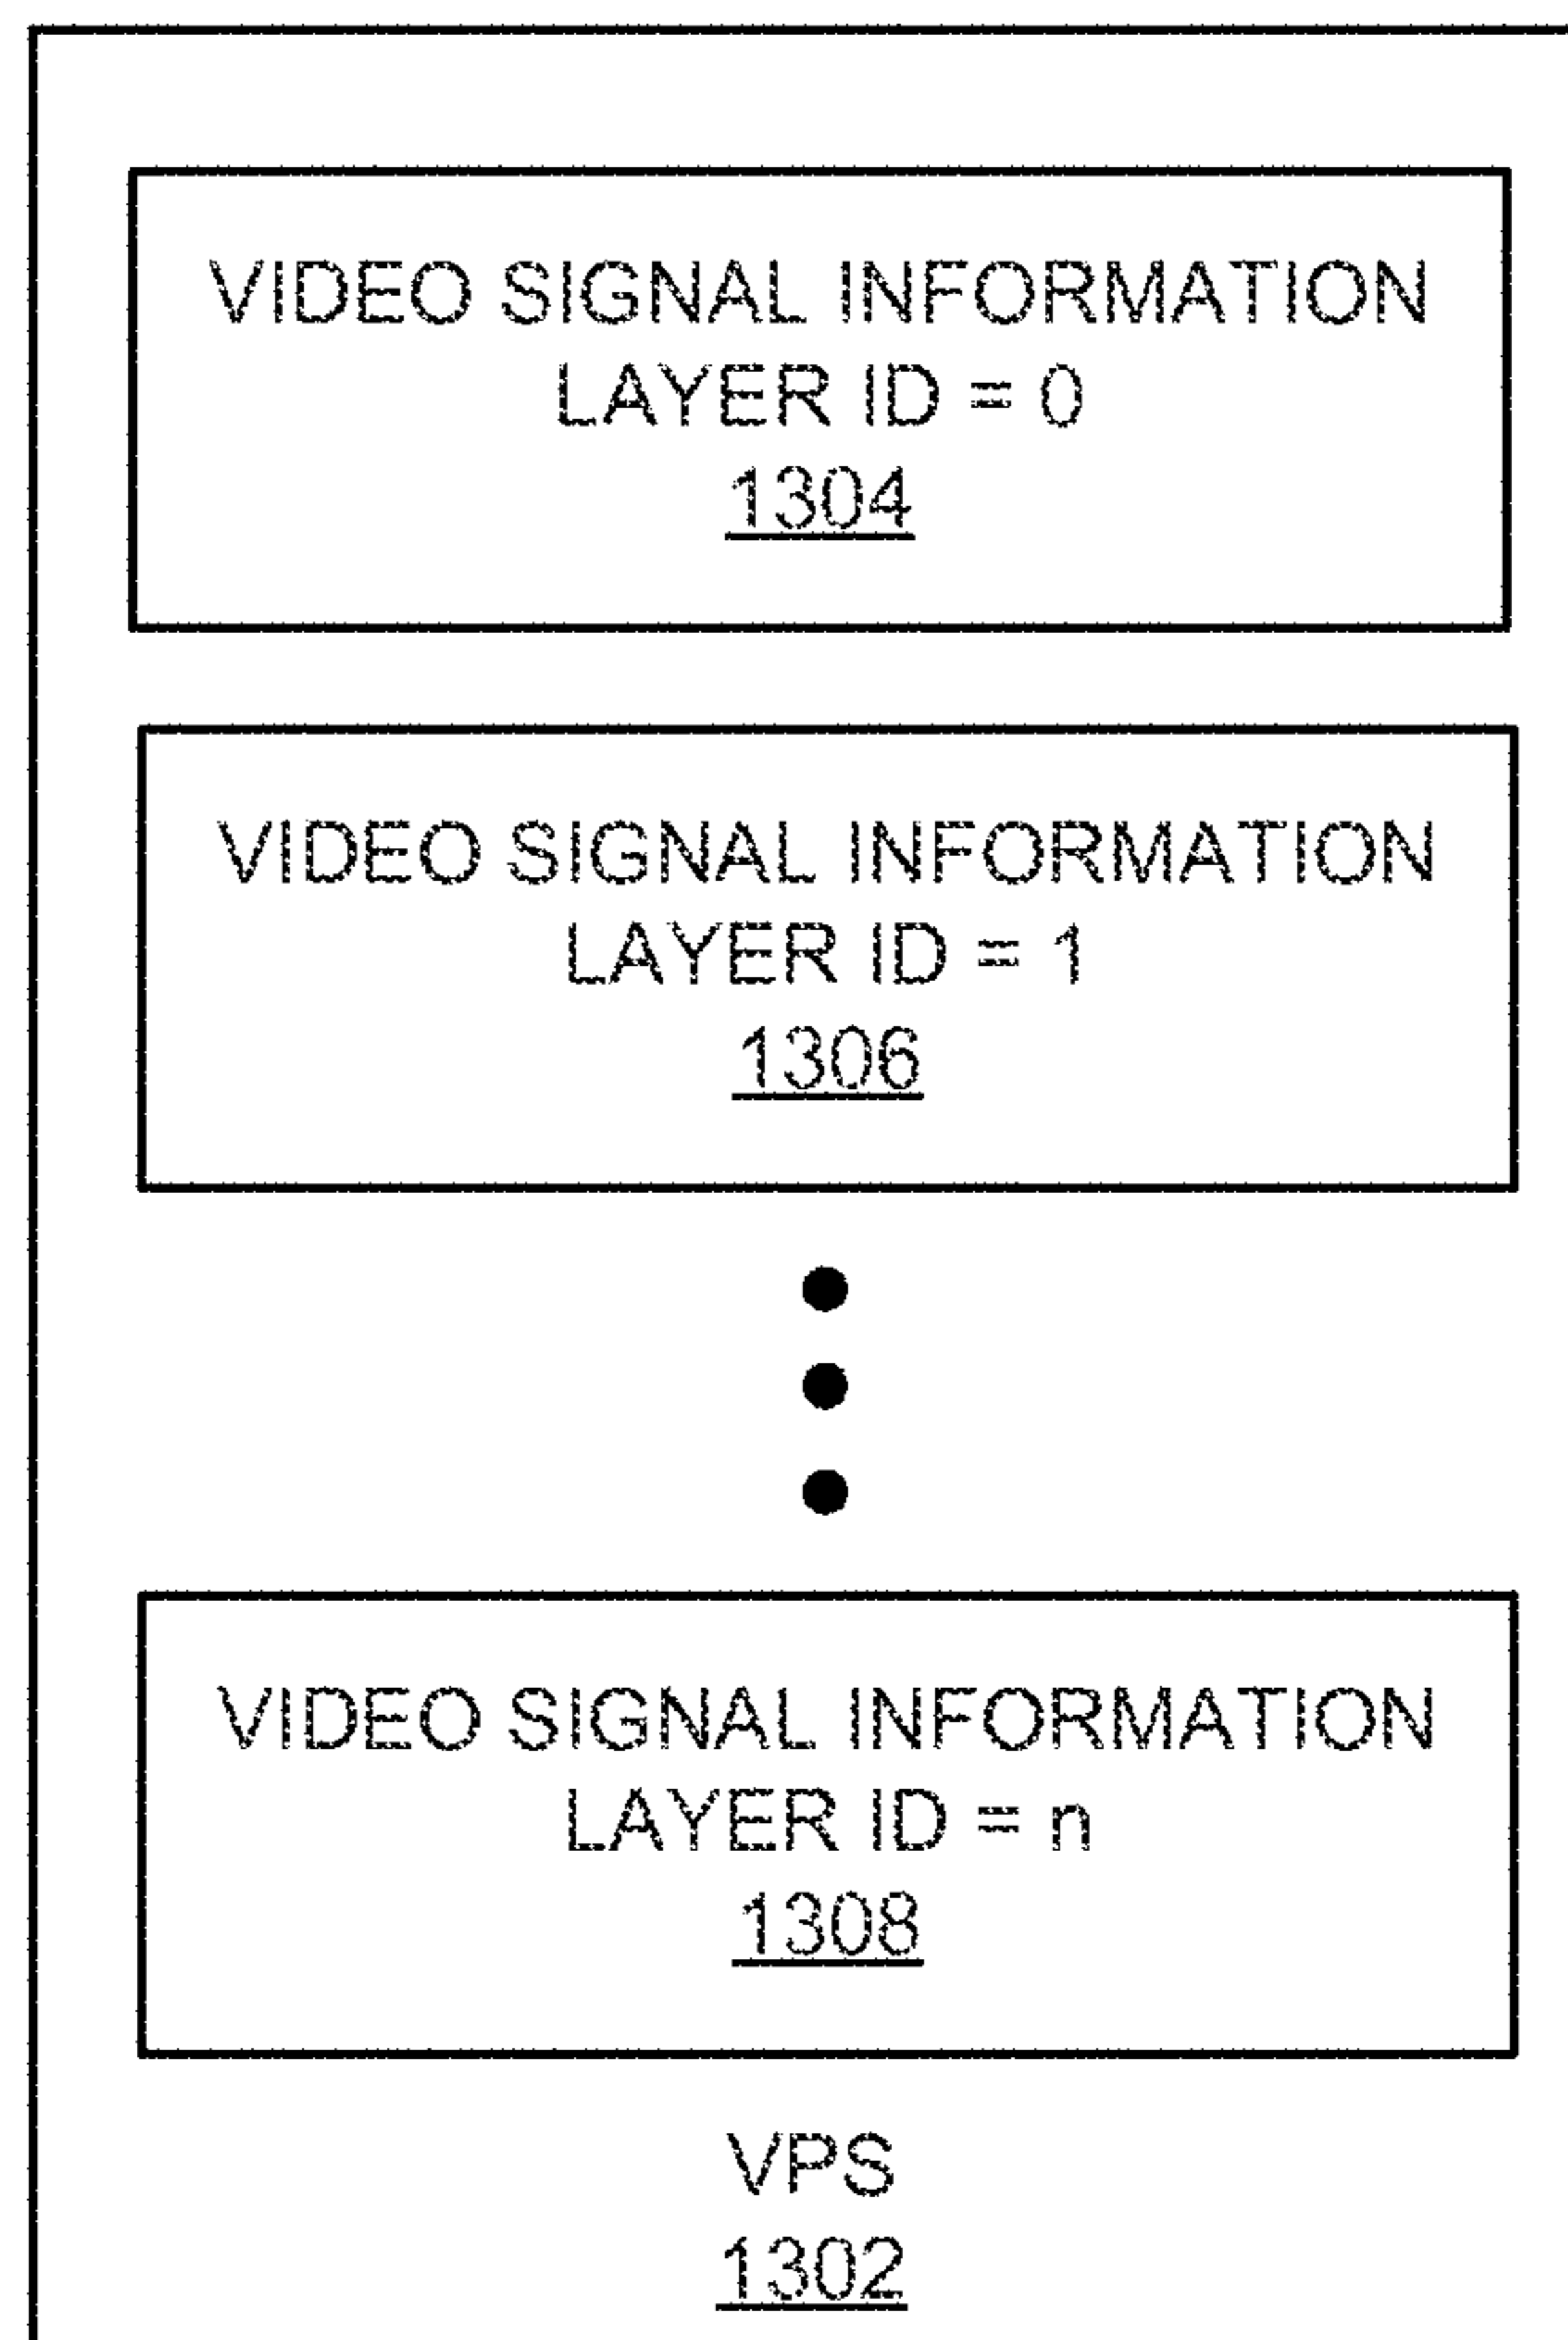 VIDEO SIGNAL INFORMATION
LAYER ID = 0
1304
VIDEO SIGNAL INFORMATION
LAYER ID = 1
1306
VIDEO SIGNAL INFORMATION
LAYER ID = n
1308
VPS
1302